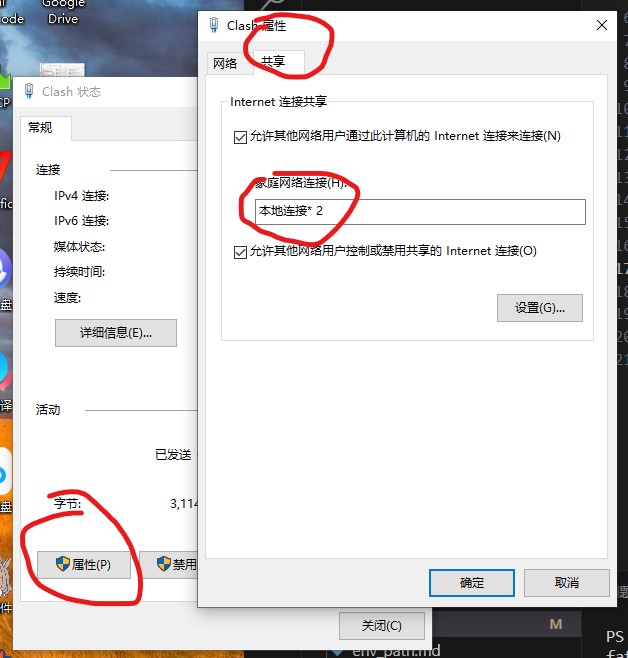 Google
Drive
ode
CP
Clash 状态
常规
连接
IPv4 连接:
IPv6 连接:
媒体状态:
持续时间:
速度:
详细信息(E)...
活动
已发送
字节:
3,114
属性(P)
禁用
关闭(C)
Clash 属性
网络
共享
Internet 连接共享
允许其他网络用户通过此计算机的 Internet 连接来连接(N)
家庭网络连接(H):
本地连接* 2
允许其他网络用户控制或禁用共享的 Internet 连接(O)
设置(G)...
确定
取消
M
env_path.md
PS